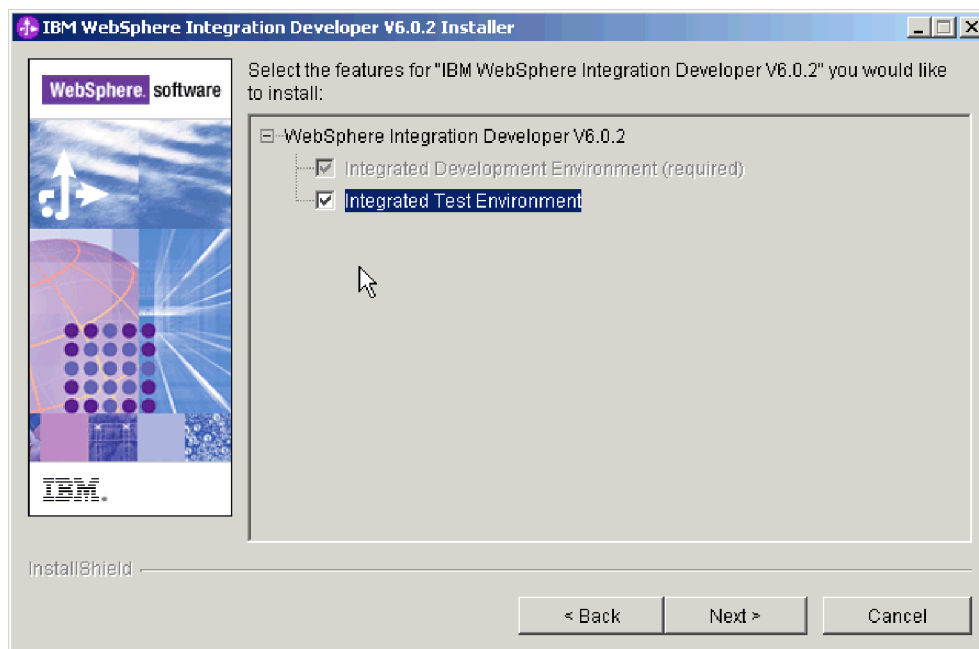 IBM WebSphere Integration Developer V6.0.2 Installer
WebSphere. software
Select the features for "IBM WebSphere Integration Developer V6.0.2" you would like
to install:
WebSphere Integration Developer V6.0.2
Integrated Development Environment (required)
Integrated Test Environment
IBM.
InstallShield
< Back
Next >
Cancel